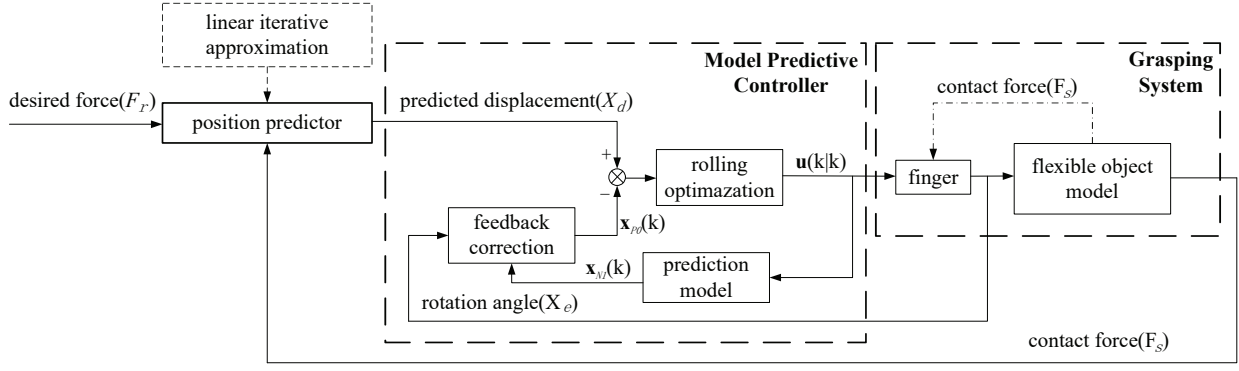 linear iterative
approximation
desired force(F_r)
position predictor
predicted displacement(X_d)
Model Predictive
Controller
Grasping
System
contact force(F_s)
+
−
rolling
optimazation
u(k|k)
finger
flexible object
model
feedback
correction
x_P0(k)
x_N1(k)
prediction
model
rotation angle(X_e)
contact force(F_s)